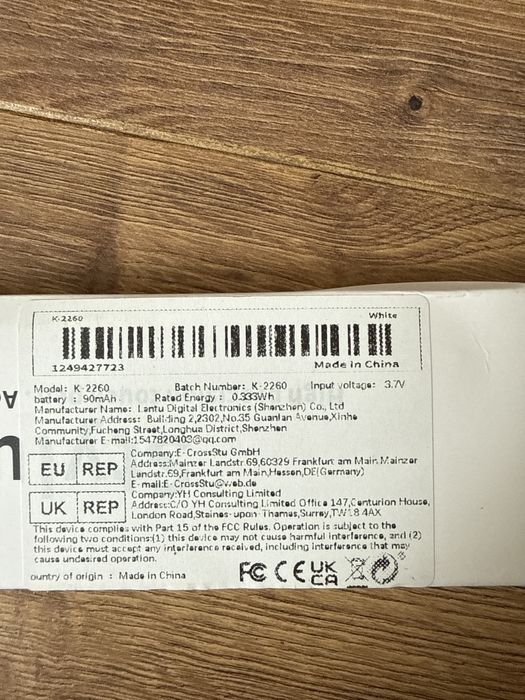 K-2260 White
1249427723 Made in China
Model: K-2260 Batch Number: K-2260 Input voltage: 3.7V
battery : 90mAh Rated Energy : 0.333Wh
Manufacturer Name: Lantu Digital Electronics (Shenzhen) Co., Ltd
Manufacturer Address: Building 2,2302,No.35 Guanlan Avenue,Xinhe
Community,Fucheng Street,Longhua District,Shenzhen
Manufacturer E-mail:1547820403@qq.com
EU REP
Company:E-CrossStu GmbH
Address:Mainzer Landstr.69,60329 Frankfurt am Main,Mainzer
Landstr.69,Frankfurt am Main,Hessen,DE(Germany)
E-mail:E-CrossStu@web.de
UK REP
Company:YH Consulting Limited
Address:C/O YH Consulting Limited Office 147,Centurion House,
London Road,Staines-upon-Thames,Surrey,TW18 4AX
This device complies with Part 15 of the FCC Rules. Operation is subject to the
following two conditions:(1) this device may not cause harmful interference, and (2)
this device must accept any interference received, including interference that may
cause undesired operation.
ountry of origin : Made in China
FC CE UK
CA